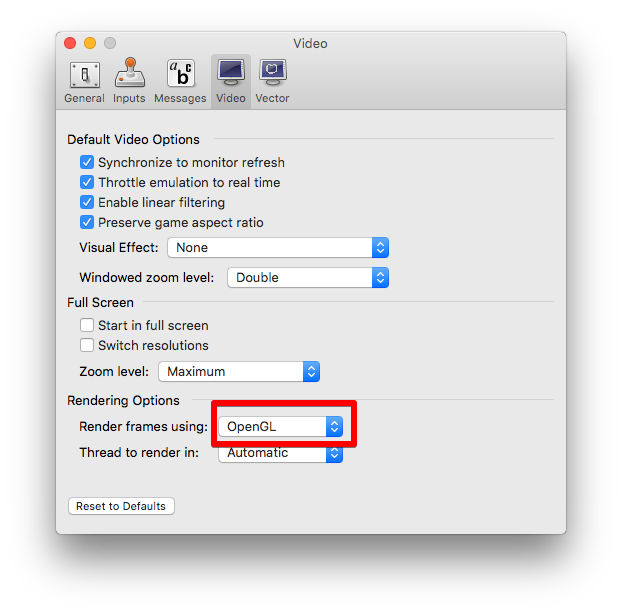 Video
General Inputs Messages Video Vector
Default Video Options
Synchronize to monitor refresh
Throttle emulation to real time
Enable linear filtering
Preserve game aspect ratio
Visual Effect: None
Windowed zoom level: Double
Full Screen
Start in full screen
Switch resolutions
Zoom level: Maximum
Rendering Options
Render frames using: OpenGL
Thread to render in: Automatic
Reset to Defaults